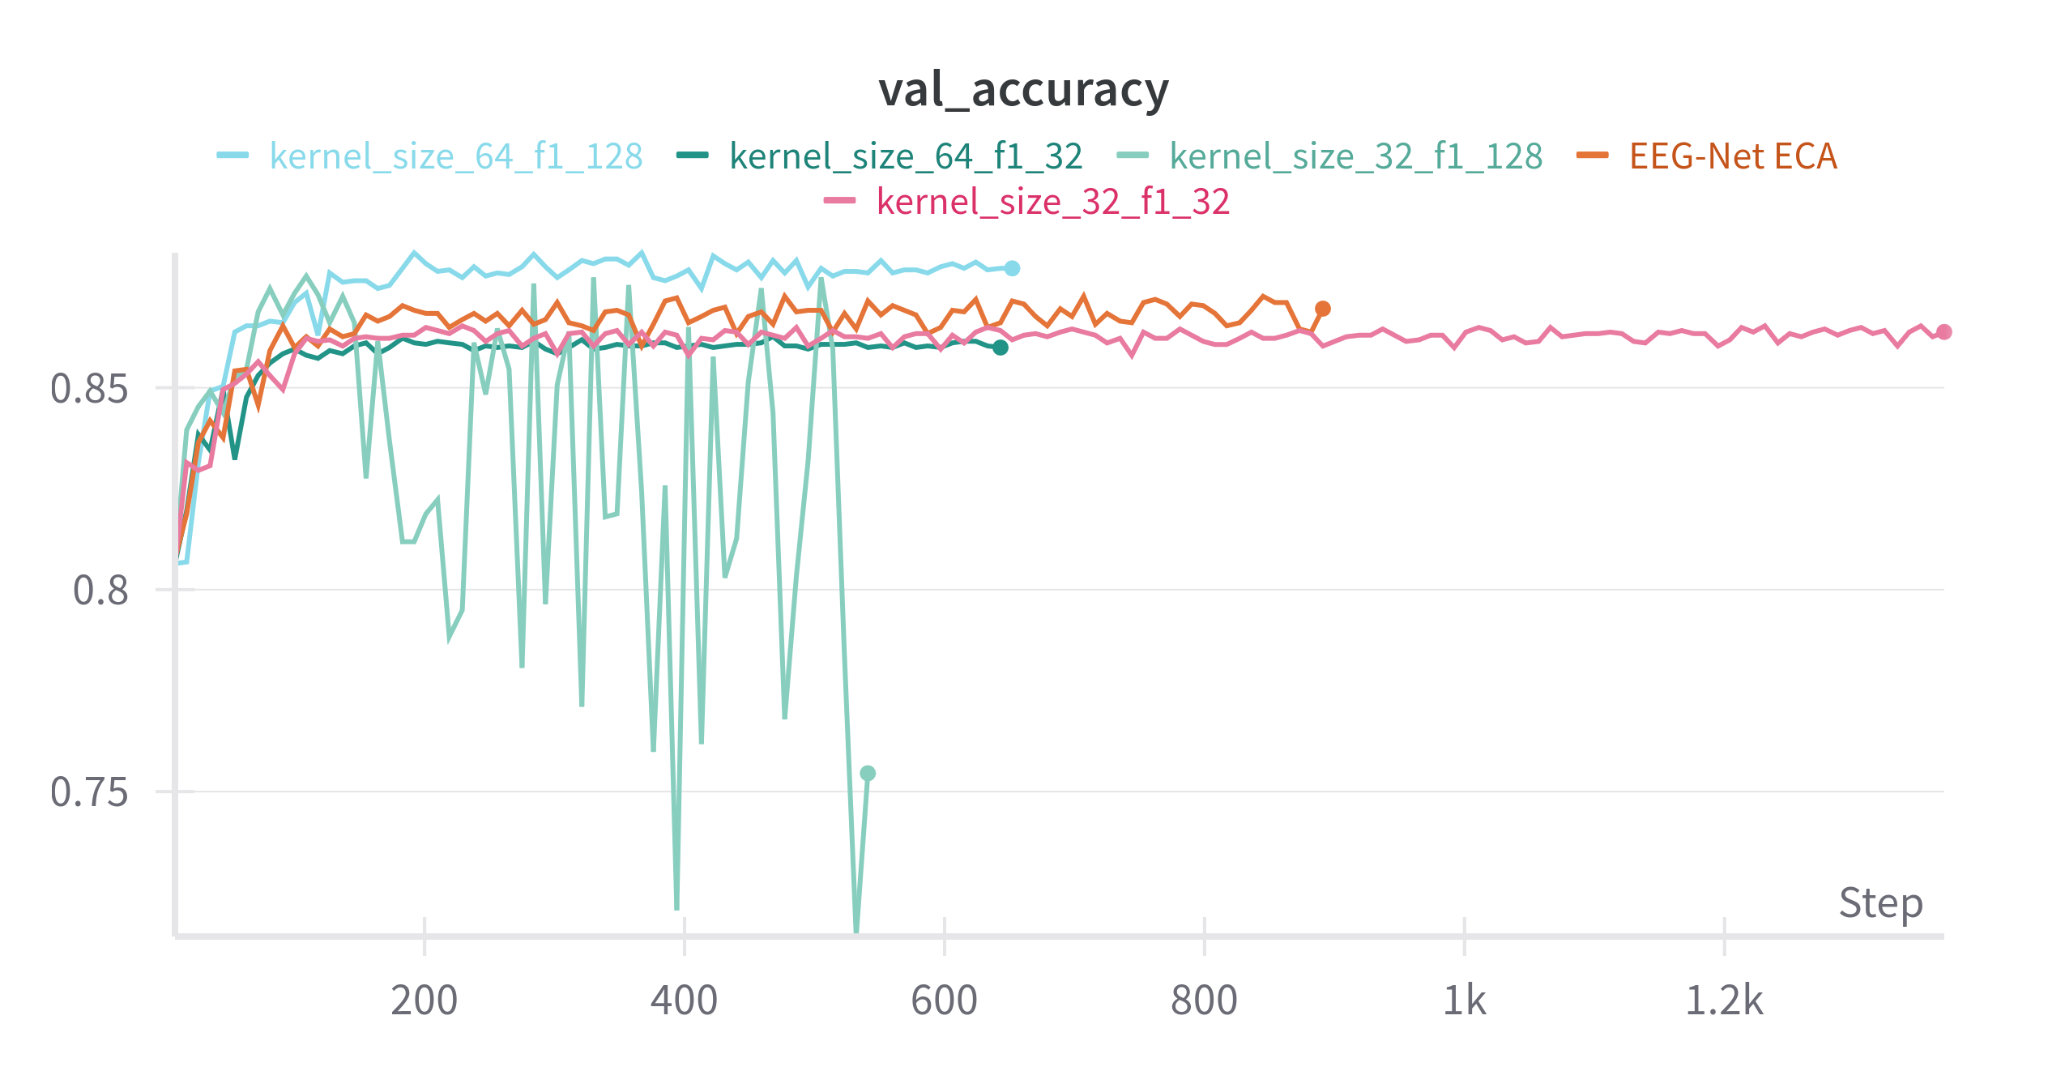 val_accuracy
kernel_size_64_f1_128 kernel_size_64_f1_32 kernel_size_32_f1_128 EEG-Net ECA
kernel_size_32_f1_32
0.85
0.8
0.75
Step
200 400 600 800 1k 1.2k